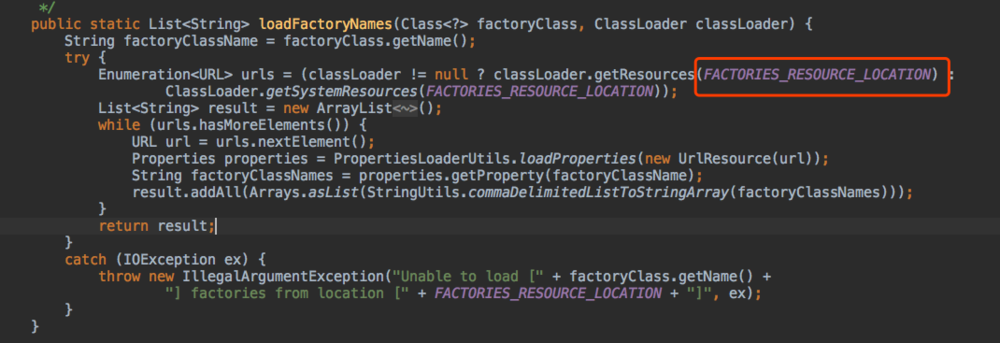 */
public static List<String> loadFactoryNames(Class<?> factoryClass, ClassLoader classLoader) {
String factoryClassName = factoryClass.getName();
try {
Enumeration<URL> urls = (classLoader != null ? classLoader.getResources(FACTORIES_RESOURCE_LOCATION) :
ClassLoader.getSystemResources(FACTORIES_RESOURCE_LOCATION));
List<String> result = new ArrayList<~>();
while (urls.hasMoreElements()) {
URL url = urls.nextElement();
Properties properties = PropertiesLoaderUtils.loadProperties(new UrlResource(url));
String factoryClassNames = properties.getProperty(factoryClassName);
result.addAll(Arrays.asList(StringUtils.commaDelimitedListToStringArray(factoryClassNames)));
}
return result;
}
catch (IOException ex) {
throw new IllegalArgumentException("Unable to load [" + factoryClass.getName() +
"] factories from location [" + FACTORIES_RESOURCE_LOCATION + "]", ex);
}
}